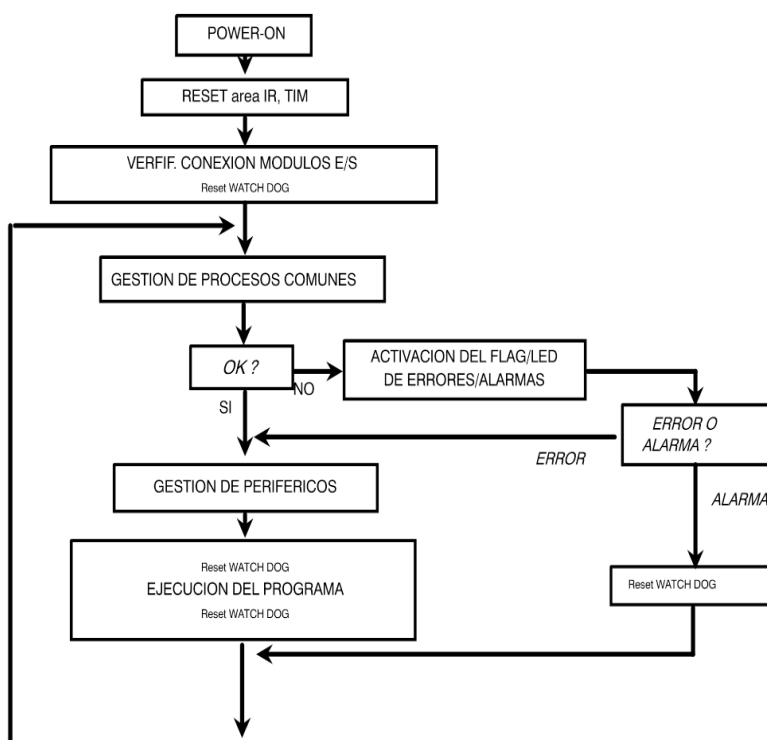 POWER-ON
RESET area IR, TIM
VERFIF. CONEXION MODULOS E/S
Reset WATCH DOG
GESTION DE PROCESOS COMUNES
OK ?
NO
SI
ACTIVACION DEL FLAG/LED
DE ERRORES/ALARMAS
ERROR O
ALARMA ?
ERROR
ALARMA
GESTION DE PERIFERICOS
Reset WATCH DOG
EJECUCION DEL PROGRAMA
Reset WATCH DOG
Reset WATCH DOG